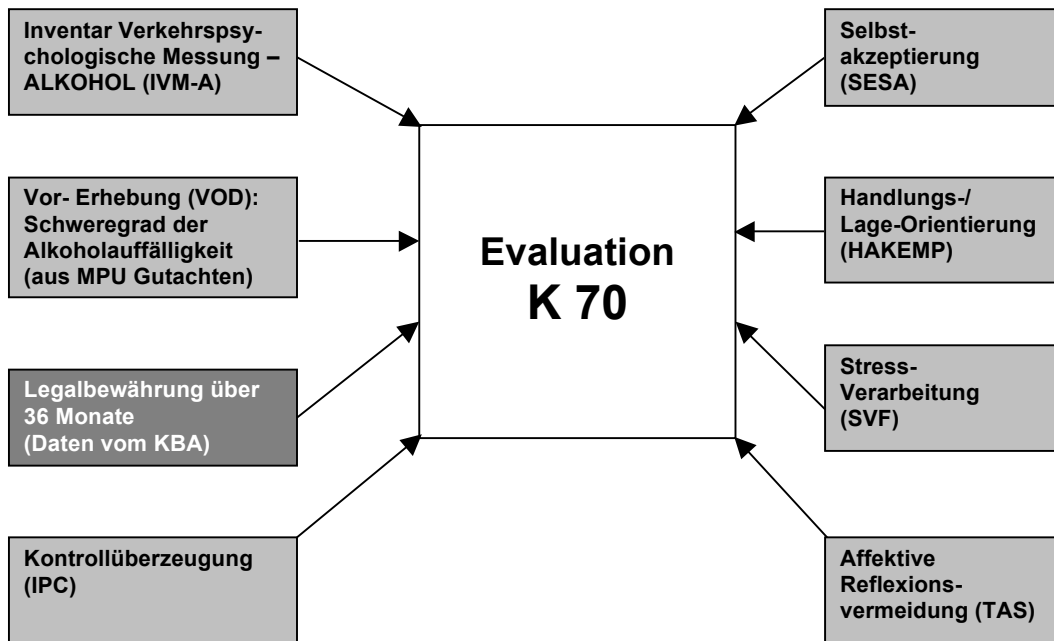 Inventar Verkehrspsy-
chologische Messung –
ALKOHOL (IVM-A)
Vor- Erhebung (VOD):
Schweregrad der
Alkoholauffälligkeit
(aus MPU Gutachten)
Legalbewährung über
36 Monate
(Daten vom KBA)
Kontrollüberzeugung
(IPC)
Evaluation
K 70
Selbst-
akzeptierung
(SESA)
Handlungs-/
Lage-Orientierung
(HAKEMP)
Stress-
Verarbeitung
(SVF)
Affektive
Reflexions-
vermeidung (TAS)